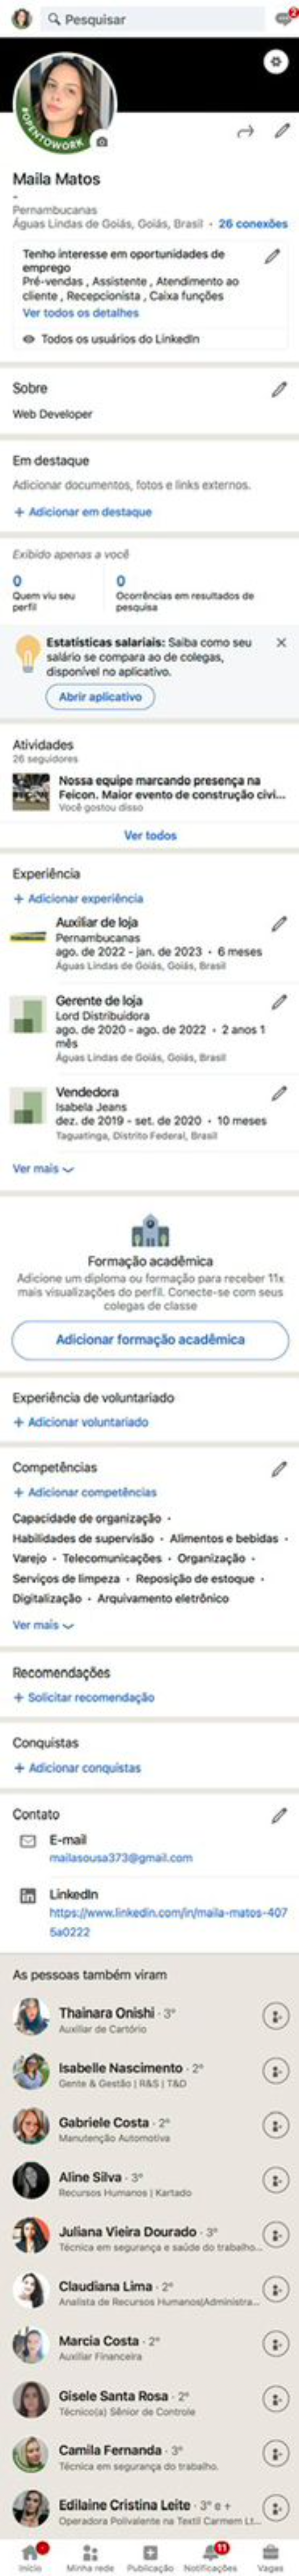 Pesquisar
2
#OPENTOWORK
Maila Matos
-
Pernambucanas
Águas Lindas de Goiás, Goiás, Brasil · 26 conexões
Tenho interesse em oportunidades de
emprego
Pré-vendas , Assistente , Atendimento ao
cliente , Recepcionista , Caixa funções
Ver todos os detalhes
Todos os usuários do LinkedIn
Sobre
Web Developer
Em destaque
Adicionar documentos, fotos e links externos.
+ Adicionar em destaque
Exibido apenas a você
0
Quem viu seu
perfil
0
Ocorrências em resultados de
pesquisa
Estatísticas salariais: Saiba como seu
salário se compara ao de colegas,
disponível no aplicativo.
Abrir aplicativo
Atividades
26 seguidores
Nossa equipe marcando presença na
Feicon. Maior evento de construção civi...
Você gostou disso
Ver todos
Experiência
+ Adicionar experiência
Auxiliar de loja
Pernambucanas
ago. de 2022 - jan. de 2023 · 6 meses
Águas Lindas de Goiás, Goiás, Brasil
Gerente de loja
Lord Distribuidora
ago. de 2020 - ago. de 2022 · 2 anos 1
mês
Águas Lindas de Goiás, Goiás, Brasil
Vendedora
Isabela Jeans
dez. de 2019 - set. de 2020 · 10 meses
Taguatinga, Distrito Federal, Brasil
Ver mais
Formação acadêmica
Adicione um diploma ou formação para receber 11x
mais visualizações do perfil. Conecte-se com seus
colegas de classe
Adicionar formação acadêmica
Experiência de voluntariado
+ Adicionar voluntariado
Competências
+ Adicionar competências
Capacidade de organização ·
Habilidades de supervisão · Alimentos e bebidas ·
Varejo · Telecomunicações · Organização ·
Serviços de limpeza · Reposição de estoque ·
Digitalização · Arquivamento eletrônico
Ver mais
Recomendações
+ Solicitar recomendação
Conquistas
+ Adicionar conquistas
Contato
E-mail
mailasousa373@gmail.com
LinkedIn
https://www.linkedin.com/in/maila-matos-407
5a0222
As pessoas também viram
Thainara Onishi · 3º
Auxiliar de Cartório
Isabelle Nascimento · 2º
Gente & Gestão | R&S | T&D
Gabriele Costa · 2º
Manutenção Automotiva
Aline Silva · 3º
Recursos Humanos | Kartado
Juliana Vieira Dourado · 3º
Técnica em segurança e saúde do trabalho...
Claudiana Lima · 2º
Analista de Recursos Humanos|Administra...
Marcia Costa · 2º
Auxiliar Financeira
Gisele Santa Rosa · 2º
Técnico(a) Sênior de Controle
Camila Fernanda · 3º
Técnica em segurança do trabalho.
Edilaine Cristina Leite · 3º e +
Operadora Polivalente na Textil Carmem Lt...
11
Início Minha rede Publicação Notificações Vagas